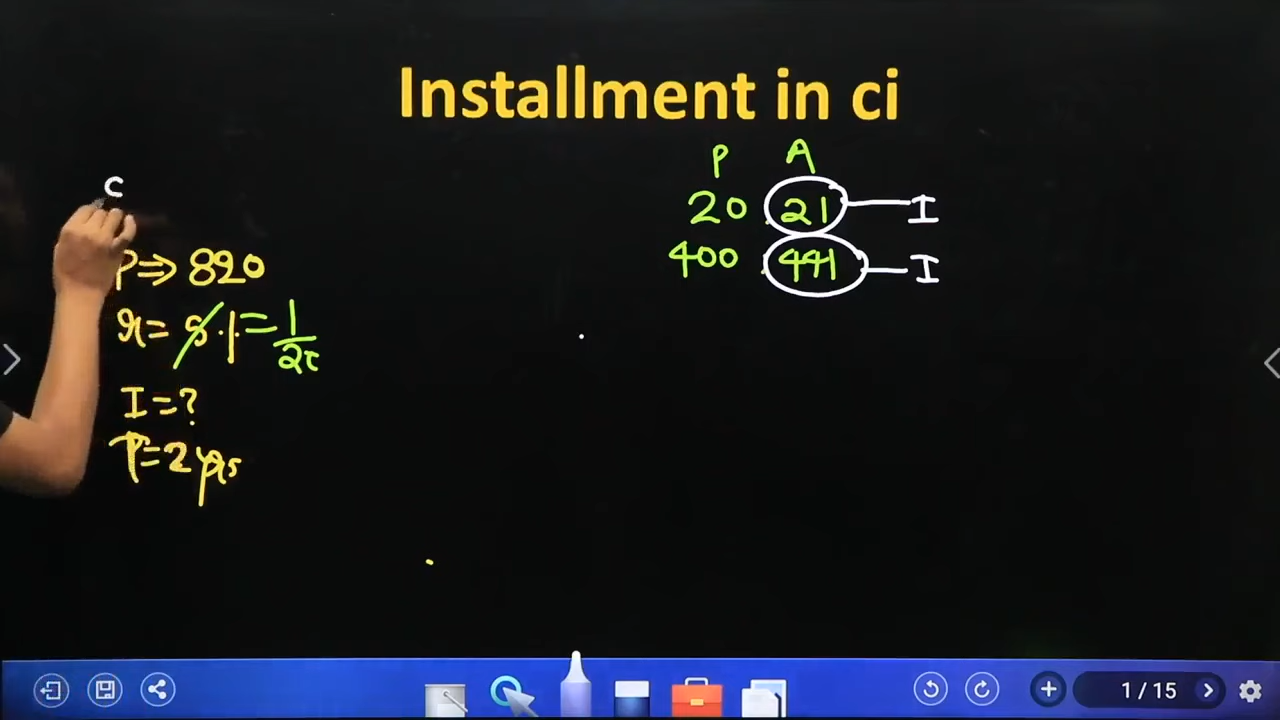 Installment in ci
P A
20 21 — I
400 441 — I
C
P ⇒ 820
r = 5% = 1/20
I = ?
T = 2 yrs
1 / 15